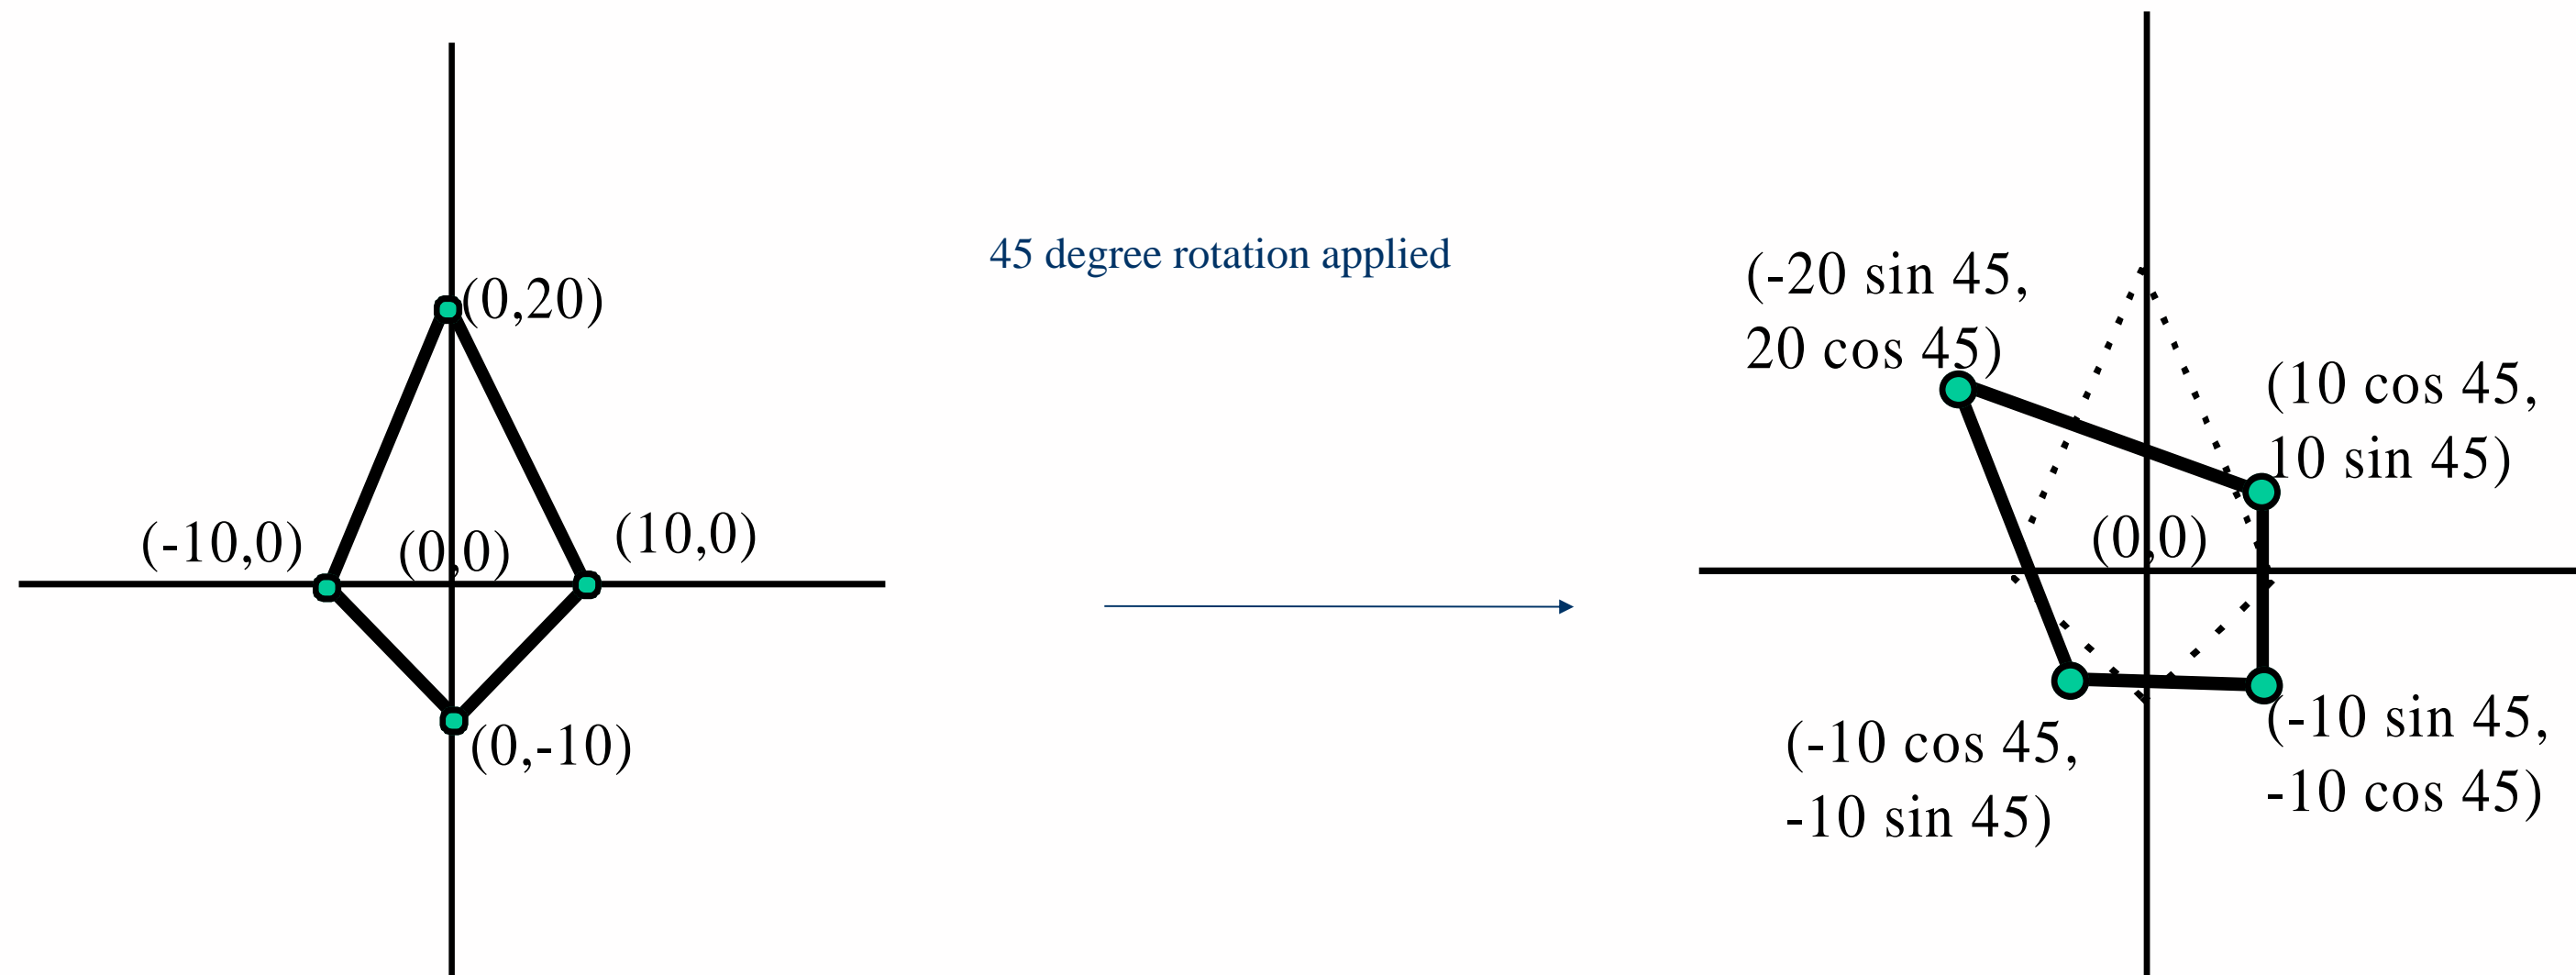 (0,20)
(-10,0)
(0,0)
(10,0)
(0,-10)
45 degree rotation applied
(-20 sin 45,
20 cos 45)
(10 cos 45,
10 sin 45)
(0,0)
(-10 cos 45,
-10 sin 45)
(-10 sin 45,
-10 cos 45)